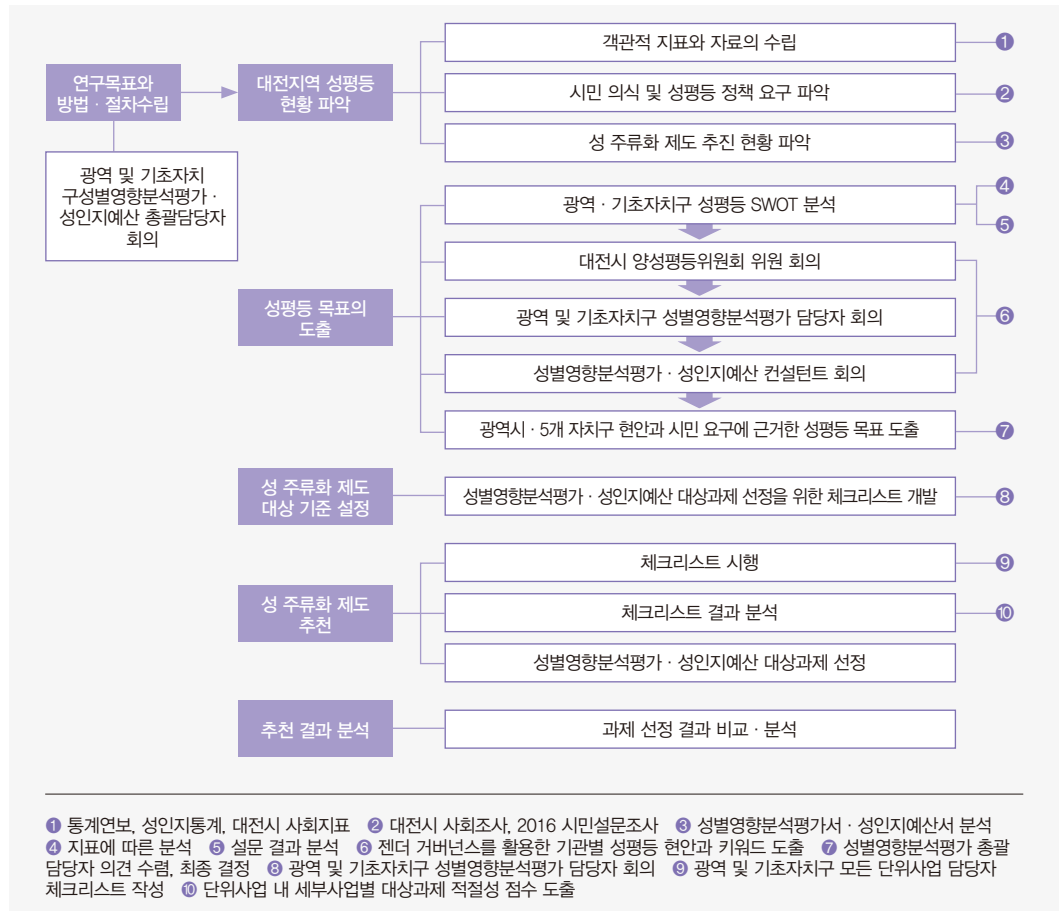 객관적 지표와 자료의 수립 ❶
연구목표와
방법 · 절차수립
대전지역 성평등
현황 파악
시민 의식 및 성평등 정책 요구 파악 ❷
성 주류화 제도 추진 현황 파악 ❸
광역 및 기초자치
구성별영향분석평가 ·
성인지예산 총괄담당자
회의
광역 · 기초자치구 성평등 SWOT 분석 ❹
❺
대전시 양성평등위원회 위원 회의
성평등 목표의
도출
광역 및 기초자치구 성별영향분석평가 담당자 회의 ❻
성별영향분석평가 · 성인지예산 컨설턴트 회의
광역시 · 5개 자치구 현안과 시민 요구에 근거한 성평등 목표 도출 ❼
성 주류화 제도
대상 기준 설정
성별영향분석평가 · 성인지예산 대상과제 선정을 위한 체크리스트 개발 ❽
체크리스트 시행 ❾
성 주류화 제도
추천
체크리스트 결과 분석 ❿
성별영향분석평가 · 성인지예산 대상과제 선정
추천 결과 분석
과제 선정 결과 비교 · 분석
❶ 통계연보, 성인지통계, 대전시 사회지표 ❷ 대전시 사회조사, 2016 시민설문조사 ❸ 성별영향분석평가서 · 성인지예산서 분석
❹ 지표에 따른 분석 ❺ 설문 결과 분석 ❻ 젠더 거버넌스를 활용한 기관별 성평등 현안과 키워드 도출 ❼ 성별영향분석평가 총괄
담당자 의견 수렴, 최종 결정 ❽ 광역 및 기초자치구 성별영향분석평가 담당자 회의 ❾ 광역 및 기초자치구 모든 단위사업 담당자
체크리스트 작성 ❿ 단위사업 내 세부사업별 대상과제 적절성 점수 도출